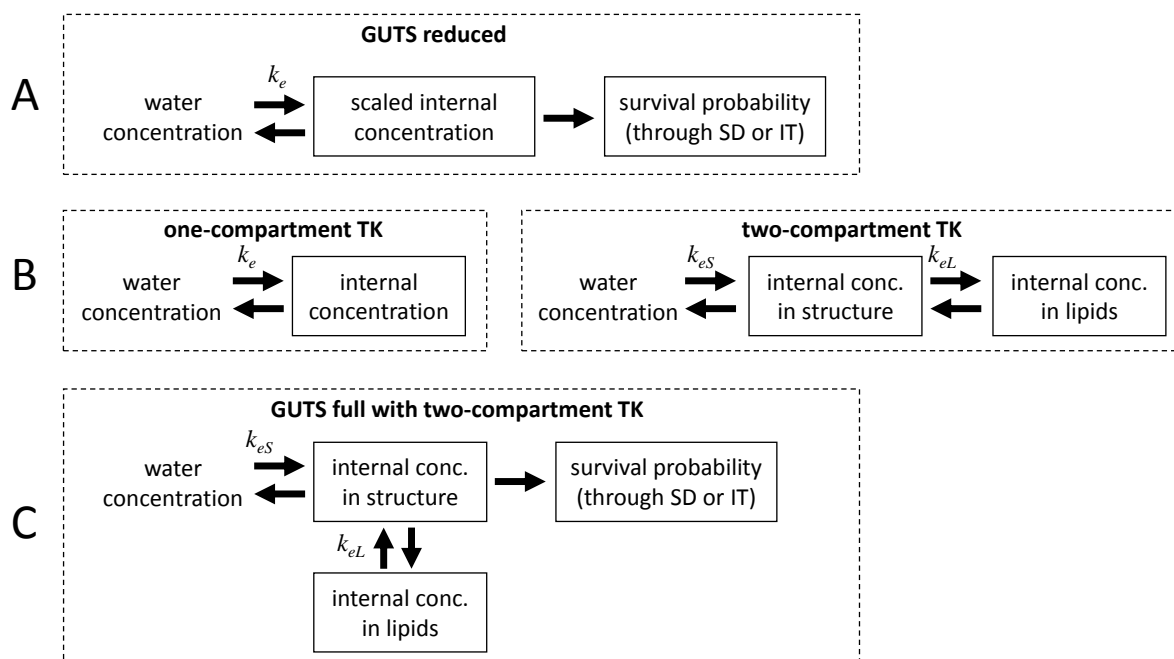 A
GUTS reduced
water
concentration
k_e
scaled internal
concentration
survival probability
(through SD or IT)
B
one-compartment TK
water
concentration
k_e
internal
concentration
two-compartment TK
water
concentration
k_eS
internal conc.
in structure
k_eL
internal conc.
in lipids
C
GUTS full with two-compartment TK
water
concentration
k_eS
internal conc.
in structure
survival probability
(through SD or IT)
k_eL
internal conc.
in lipids